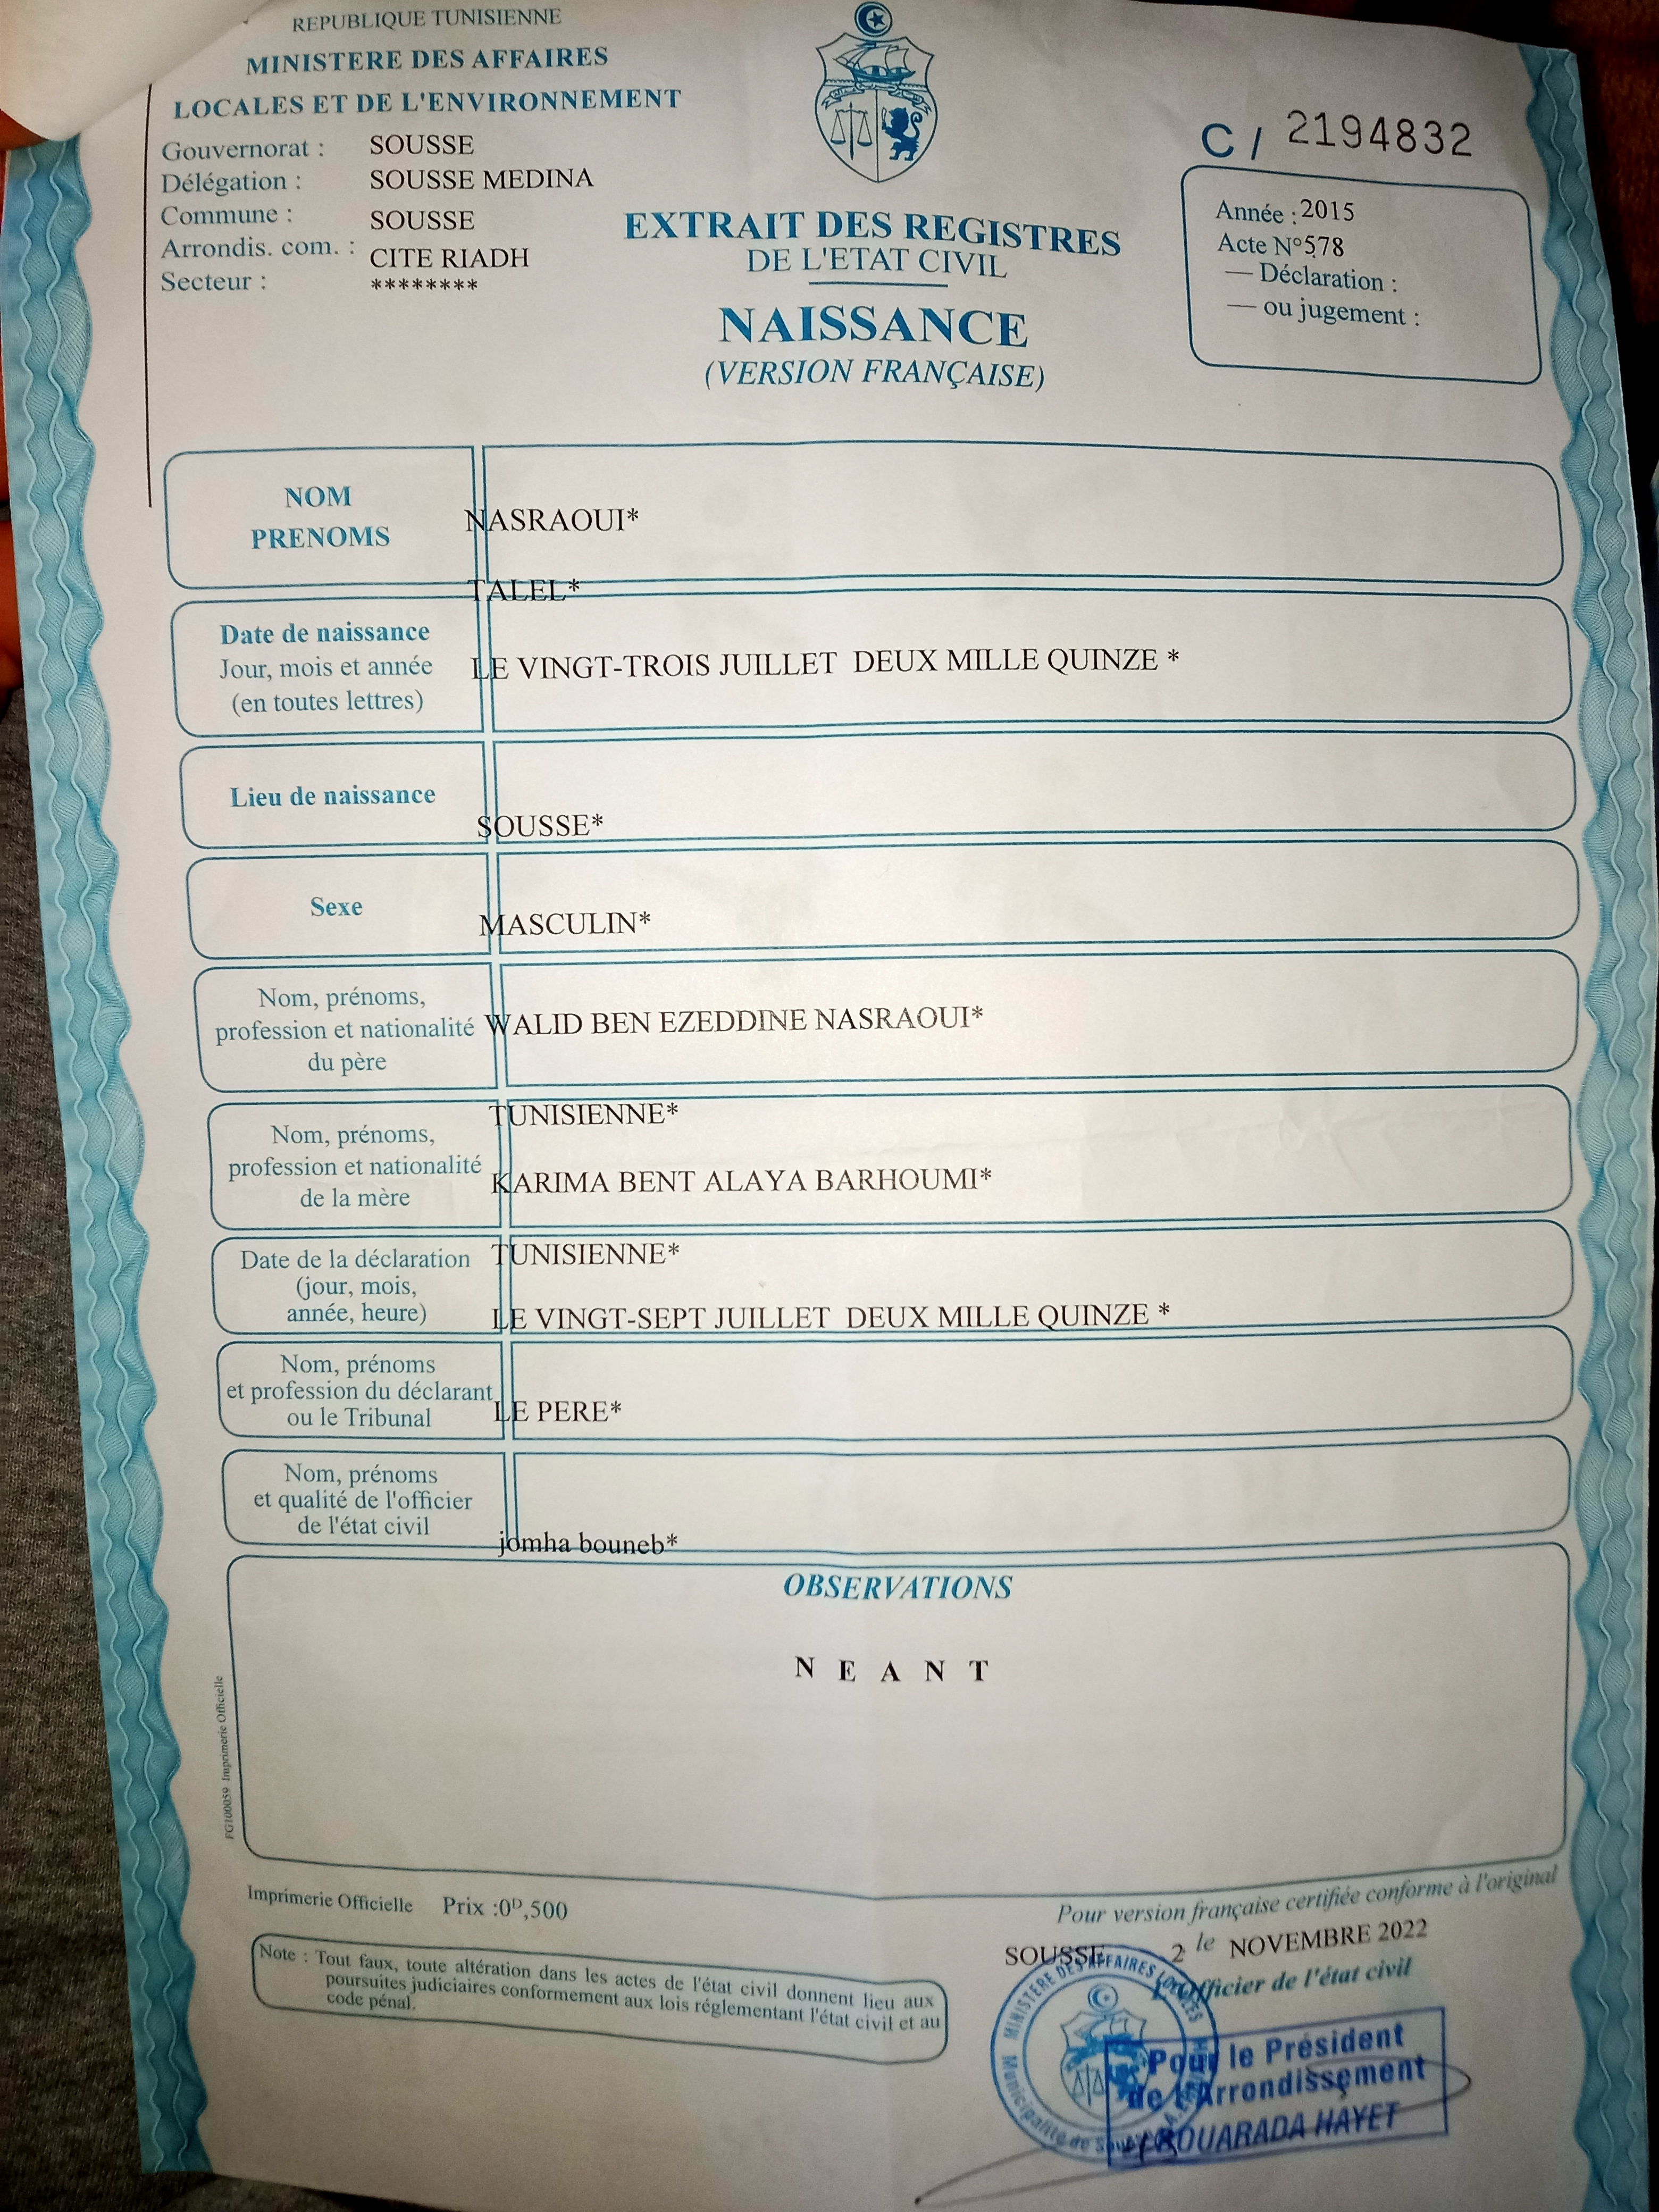 REPUBLIQUE TUNISIENNE
MINISTERE DES AFFAIRES
LOCALES ET DE L'ENVIRONNEMENT
Gouvernorat : SOUSSE
Délégation : SOUSSE MEDINA
Commune : SOUSSE
Arrondis. com. : CITE RIADH
Secteur : ********
EXTRAIT DES REGISTRES
DE L'ETAT CIVIL
NAISSANCE
(VERSION FRANÇAISE)
C / 2194832
Année : 2015
Acte N°578
— Déclaration :
— ou jugement :
NOM
PRENOMS
NASRAOUI*
TALEL*
Date de naissance
Jour, mois et année
(en toutes lettres)
LE VINGT-TROIS JUILLET DEUX MILLE QUINZE *
Lieu de naissance
SOUSSE*
Sexe
MASCULIN*
Nom, prénoms,
profession et nationalité
du père
WALID BEN EZEDDINE NASRAOUI*
TUNISIENNE*
Nom, prénoms,
profession et nationalité
de la mère
KARIMA BENT ALAYA BARHOUMI*
TUNISIENNE*
Date de la déclaration
(jour, mois,
année, heure)
LE VINGT-SEPT JUILLET DEUX MILLE QUINZE *
Nom, prénoms
et profession du déclarant
ou le Tribunal
LE PERE*
Nom, prénoms
et qualité de l'officier
de l'état civil
jomha bouneb*
OBSERVATIONS
N E A N T
FG100059 Imprimerie Officielle
Imprimerie Officielle Prix :0ᴰ,500
Note : Tout faux, toute altération dans les actes de l'état civil donnent lieu aux
poursuites judiciaires conformement aux lois réglementant l'état civil et au
code pénal.
Pour version française certifiée conforme à l'original
SOUSSE 2 le NOVEMBRE 2022
L'Officier de l'état civil
MINISTERE DES AFFAIRES LOCALES
Municipalité de Sousse
Pour le Président
de l'Arrondissement
BOUARADA HAYET